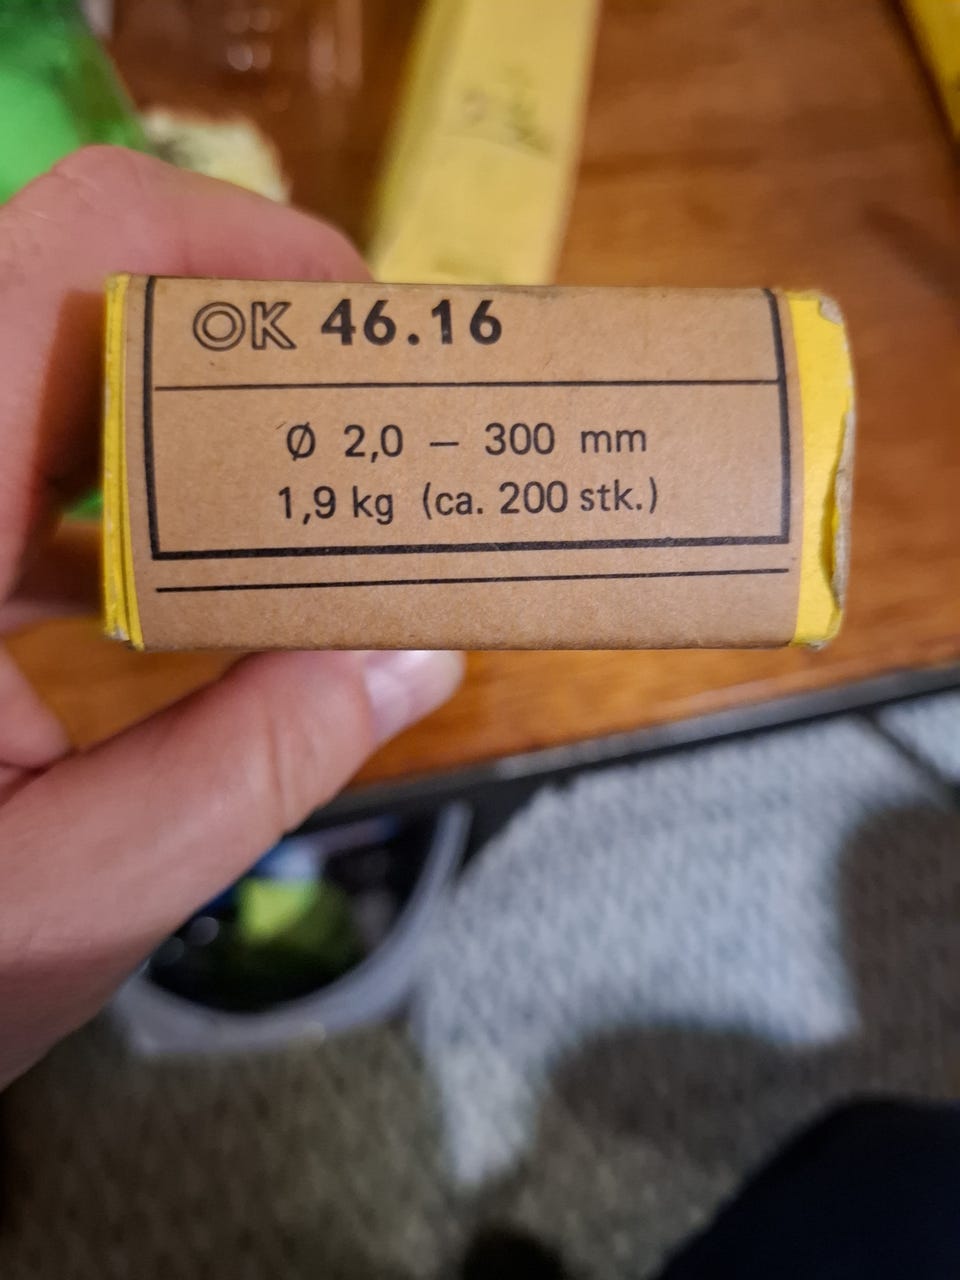 OK 46.16
Ø 2,0 — 300 mm
1,9 kg (ca. 200 stk.)